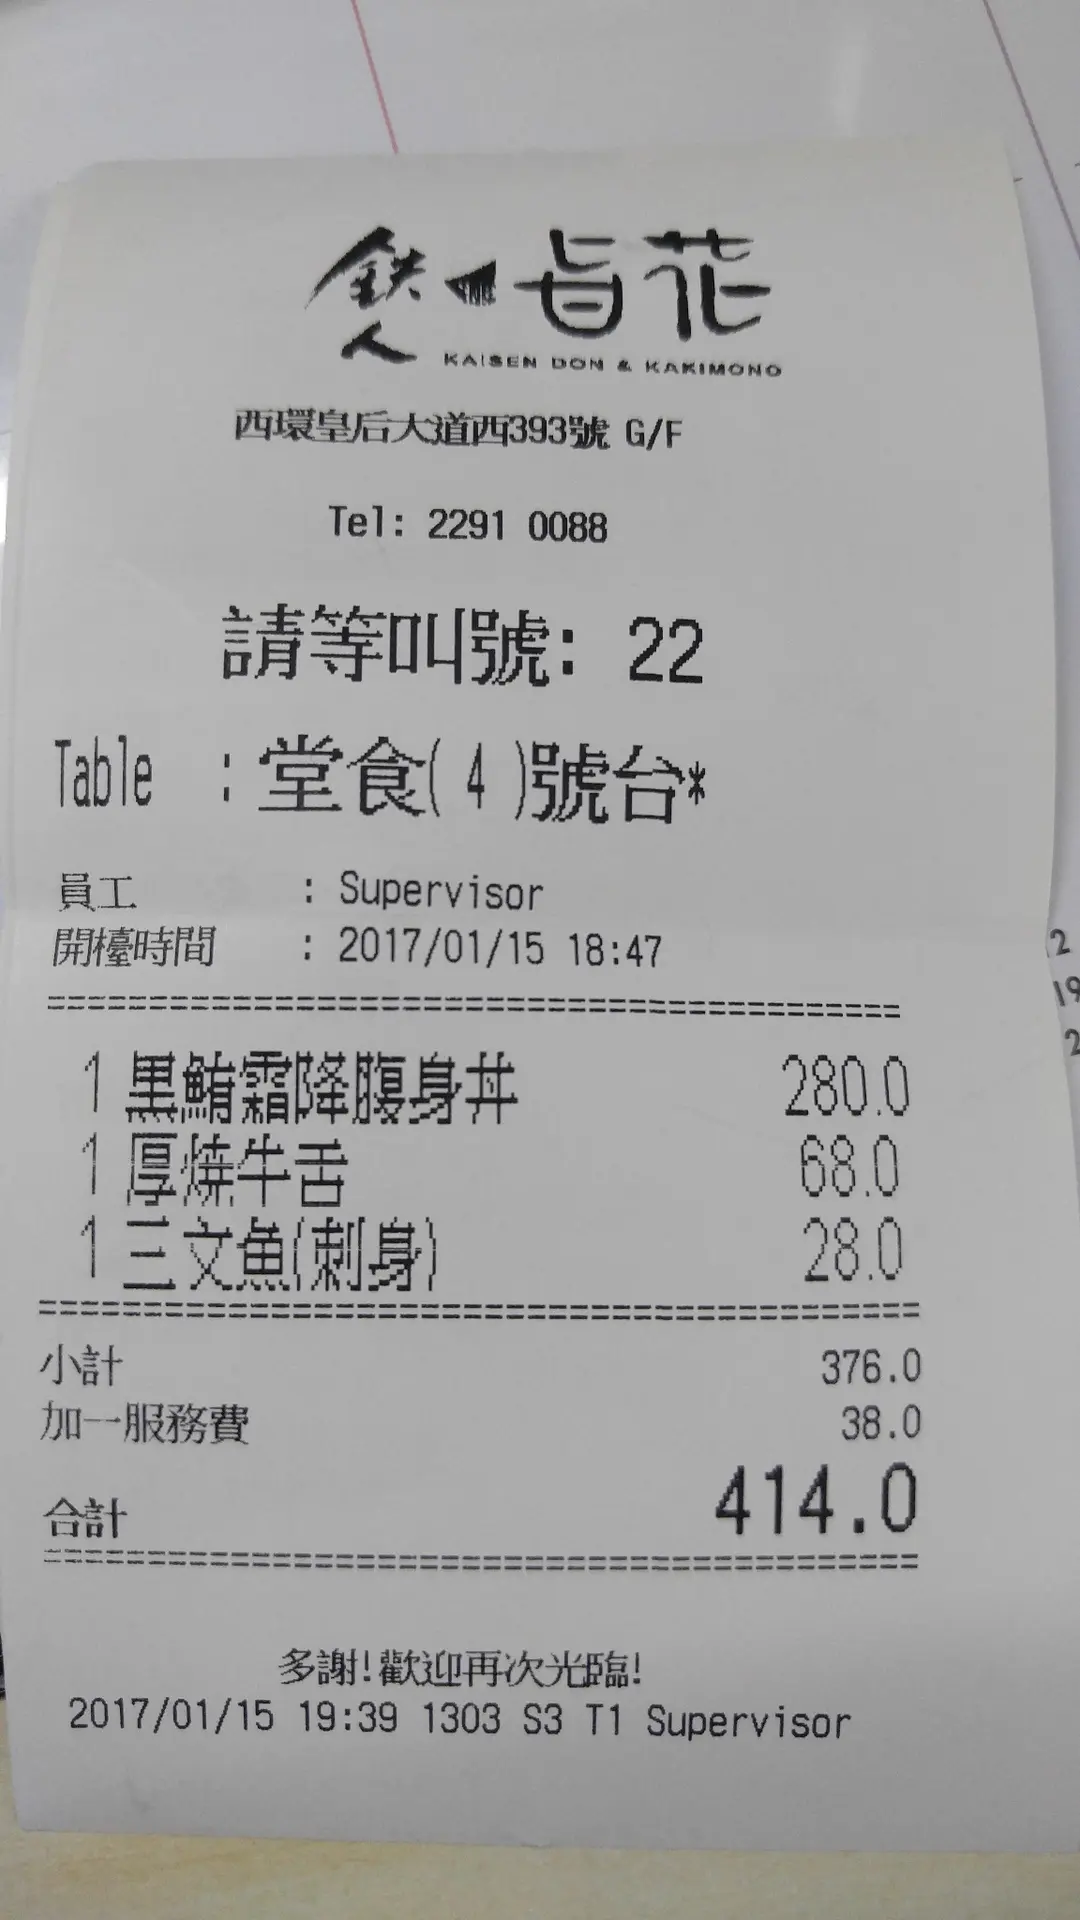 鉄人 旨花
KAISEN DON & KAKIMONO
西環皇后大道西393號 G/F
Tel: 2291 0088
請等叫號: 22
Table : 堂食( 4 )號台*
員工 : Supervisor
開檯時間 : 2017/01/15 18:47
========================================
1 黑鮪霜降腹身丼 280.0
1 厚燒牛舌 68.0
1 三文魚(刺身) 28.0
========================================
小計 376.0
加一服務費 38.0
合計 414.0
========================================
多謝!歡迎再次光臨!
2017/01/15 19:39 1303 S3 T1 Supervisor
2
19
2